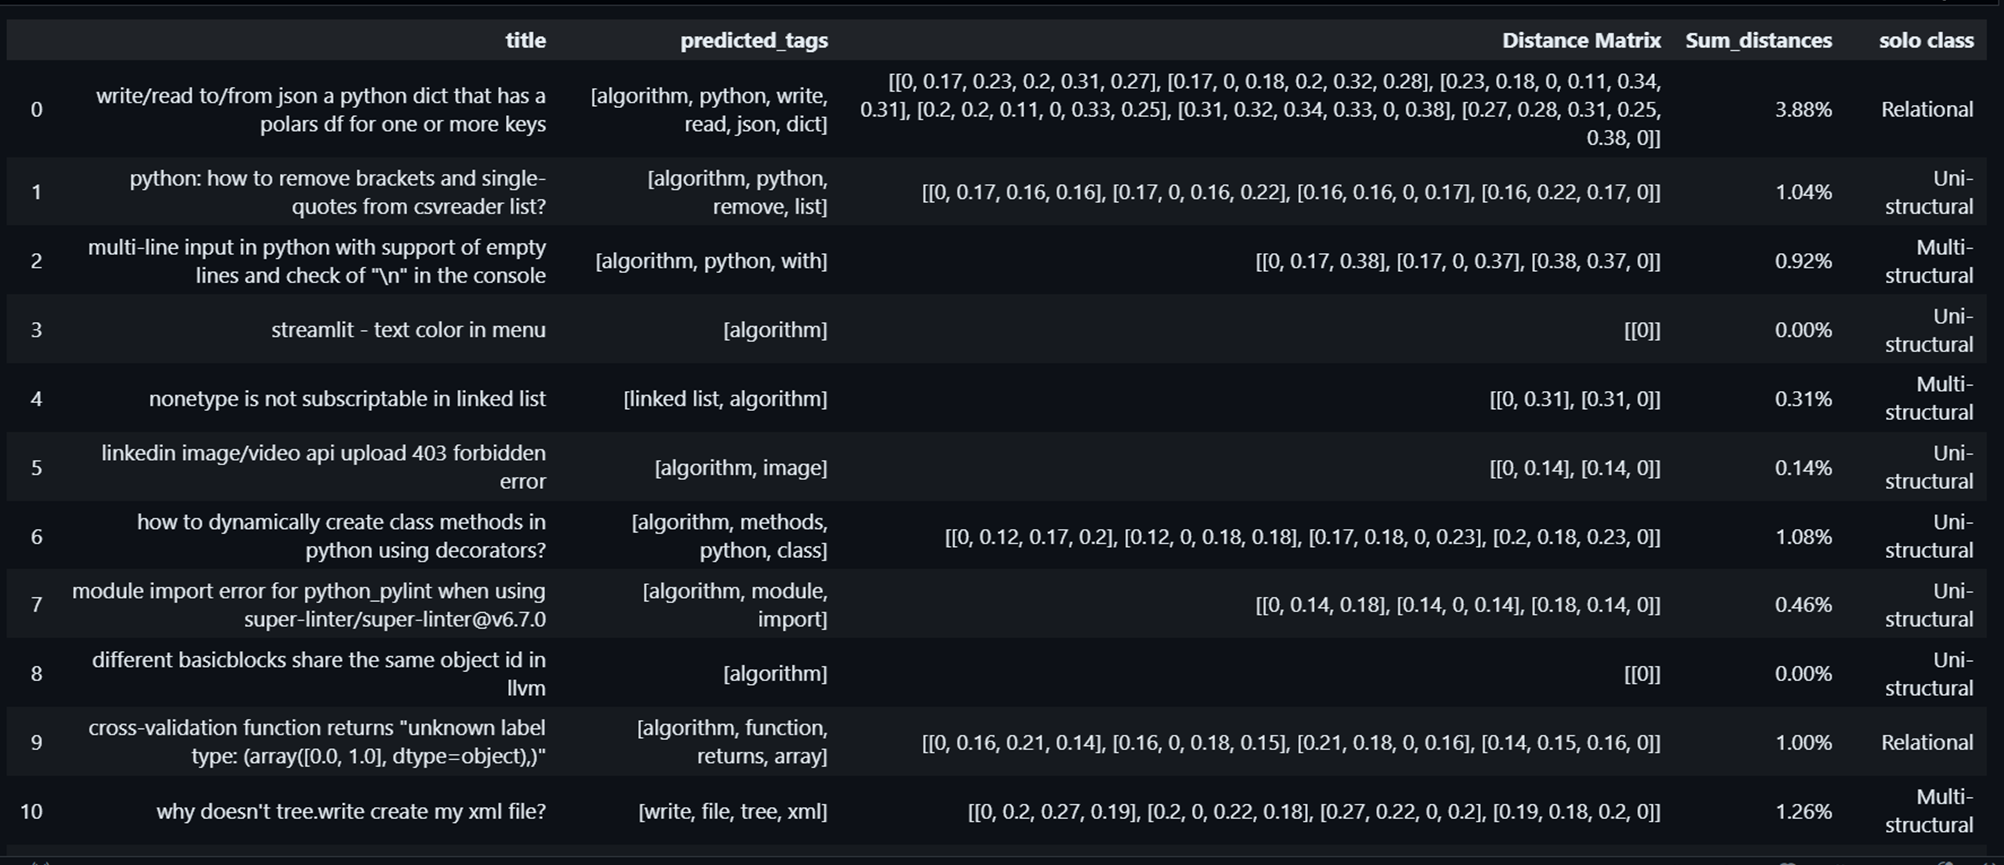 title predicted_tags Distance Matrix Sum_distances solo class
0 write/read to/from json a python dict that has a polars df for one or more keys [algorithm, python, write, read, json, dict] [[0, 0.17, 0.23, 0.2, 0.31, 0.27], [0.17, 0, 0.18, 0.2, 0.32, 0.28], [0.23, 0.18, 0, 0.11, 0.34, 0.31], [0.2, 0.2, 0.11, 0, 0.33, 0.25], [0.31, 0.32, 0.34, 0.33, 0, 0.38], [0.27, 0.28, 0.31, 0.25, 0.38, 0]] 3.88% Relational
1 python: how to remove brackets and single-quotes from csvreader list? [algorithm, python, remove, list] [[0, 0.17, 0.16, 0.16], [0.17, 0, 0.16, 0.22], [0.16, 0.16, 0, 0.17], [0.16, 0.22, 0.17, 0]] 1.04% Uni-structural
2 multi-line input in python with support of empty lines and check of "\n" in the console [algorithm, python, with] [[0, 0.17, 0.38], [0.17, 0, 0.37], [0.38, 0.37, 0]] 0.92% Multi-structural
3 streamlit - text color in menu [algorithm] [[0]] 0.00% Uni-structural
4 nonetype is not subscriptable in linked list [linked list, algorithm] [[0, 0.31], [0.31, 0]] 0.31% Multi-structural
5 linkedin image/video api upload 403 forbidden error [algorithm, image] [[0, 0.14], [0.14, 0]] 0.14% Uni-structural
6 how to dynamically create class methods in python using decorators? [algorithm, methods, python, class] [[0, 0.12, 0.17, 0.2], [0.12, 0, 0.18, 0.18], [0.17, 0.18, 0, 0.23], [0.2, 0.18, 0.23, 0]] 1.08% Uni-structural
7 module import error for python_pylint when using super-linter/super-linter@v6.7.0 [algorithm, module, import] [[0, 0.14, 0.18], [0.14, 0, 0.14], [0.18, 0.14, 0]] 0.46% Uni-structural
8 different basicblocks share the same object id in llvm [algorithm] [[0]] 0.00% Uni-structural
9 cross-validation function returns "unknown label type: (array([0.0, 1.0], dtype=object),)" [algorithm, function, returns, array] [[0, 0.16, 0.21, 0.14], [0.16, 0, 0.18, 0.15], [0.21, 0.18, 0, 0.16], [0.14, 0.15, 0.16, 0]] 1.00% Relational
10 why doesn't tree.write create my xml file? [write, file, tree, xml] [[0, 0.2, 0.27, 0.19], [0.2, 0, 0.22, 0.18], [0.27, 0.22, 0, 0.2], [0.19, 0.18, 0.2, 0]] 1.26% Multi-structural